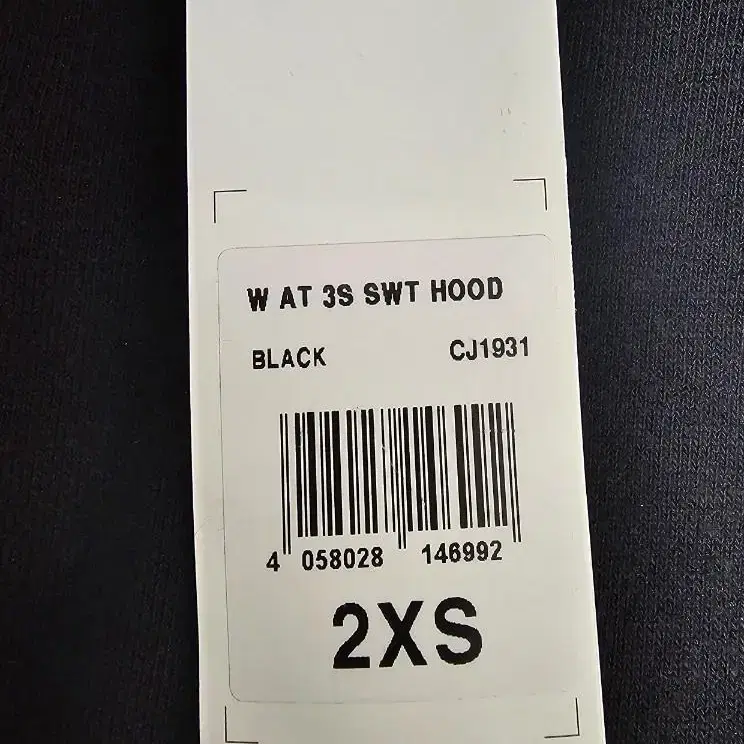 W AT 3S SWT HOOD
BLACK CJ1931
4 058028 146992
2XS